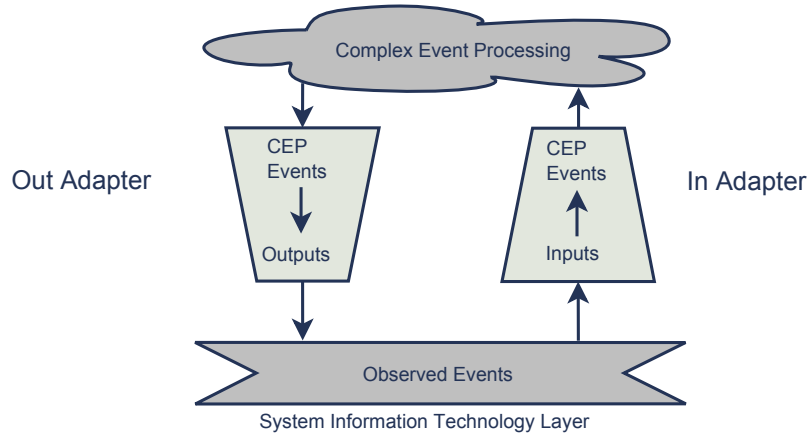 Complex Event Processing
Out Adapter
CEP
Events
Outputs
CEP
Events
Inputs
In Adapter
Observed Events
System Information Technology Layer